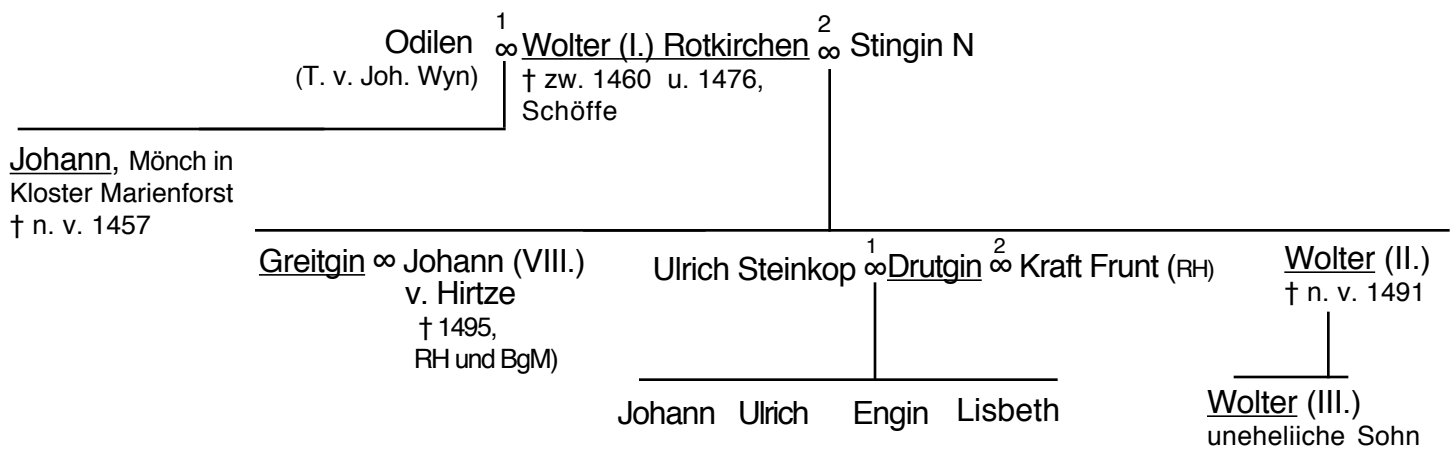 1 2
Odilen ∞ Wolter (I.) Rotkirchen ∞ Stingin N
(T. v. Joh. Wyn) † zw. 1460 u. 1476,
Schöffe
Johann, Mönch in
Kloster Marienforst
† n. v. 1457
Greitgin ∞ Johann (VIII.)
v. Hirtze
† 1495,
RH und BgM)
1 2
Ulrich Steinkop ∞ Drutgin ∞ Kraft Frunt (RH)
Wolter (II.)
† n. v. 1491
Johann Ulrich Engin Lisbeth
Wolter (III.)
uneheliiche Sohn